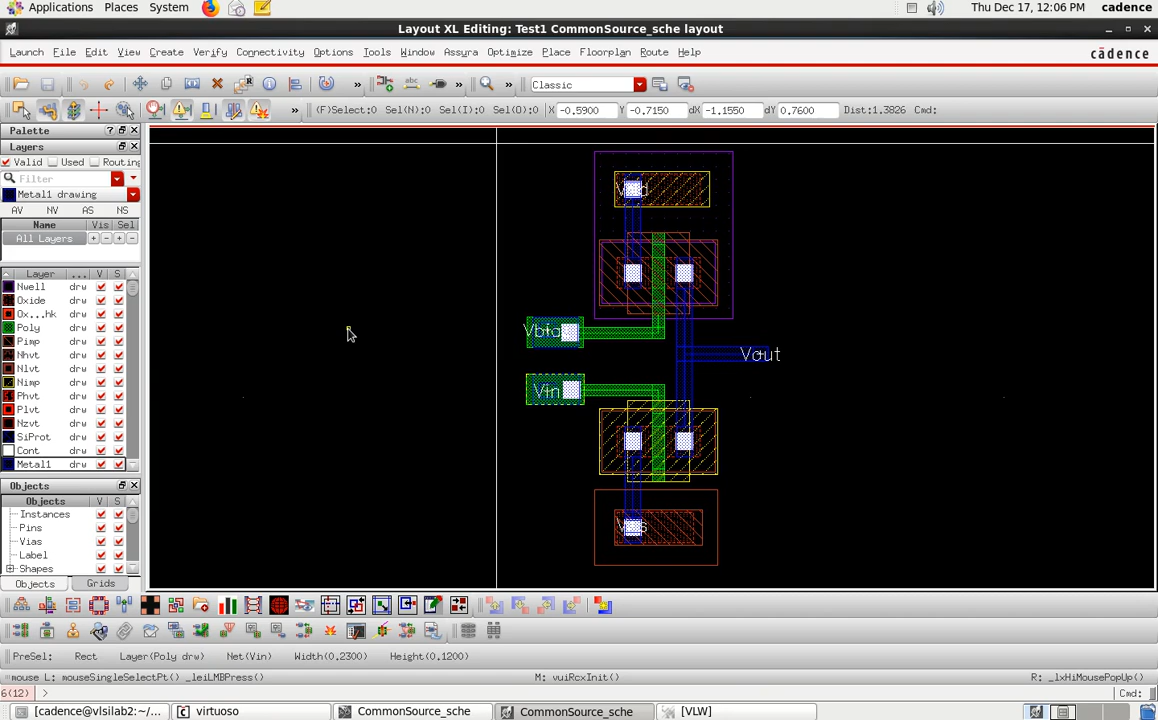 Applications Places System Thu Dec 17, 12:06 PM cadence
Layout XL Editing: Test1 CommonSource_sche layout
Launch File Edit View Create Verify Connectivity Options Tools Window Assura Optimize Place Floorplan Route Help cādence
» » » Classic
» (F)Select:0 Sel(N):0 Sel(I):0 Sel(O):0 X -0.5900 Y -0.7150 dX -1.1550 dY 0.7600 Dist:1.3826 Cmd:
Palette ?
Layers
Valid Used Routing
Filter
Metal1 drawing
AV NV AS NS
Name Vis Sel
All Layers + - + -
Layer ... V S
Nwell drw
Oxide drw
Ox...hk drw
Poly drw
Pimp drw
Nhvt drw
Nlvt drw
Nimp drw
Phvt drw
Plvt drw
Nzvt drw
SiProt drw
Cont drw
Metal1 drw
Objects
Objects V S
Instances
Pins
Vias
Label
Shapes
Objects Grids
Vin
Vout
PreSel: Rect Layer(Poly drw) Net(Vin) Width(0.2300) Height(0.1200)
mouse L: mouseSingleSelectPt() _leiLMBPress() M: vuiRcxInit() R: _lxHiMousePopUp()
6(12) > Cmd:
[cadence@vlsilab2:~/... virtuoso CommonSource_sche CommonSource_sche [VLW]